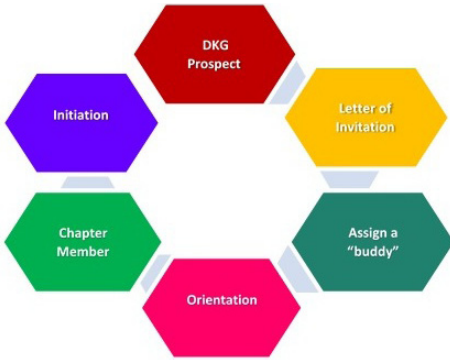 DKG
Prospect
Letter of
Invitation
Assign a
“buddy”
Orientation
Chapter
Member
Initiation